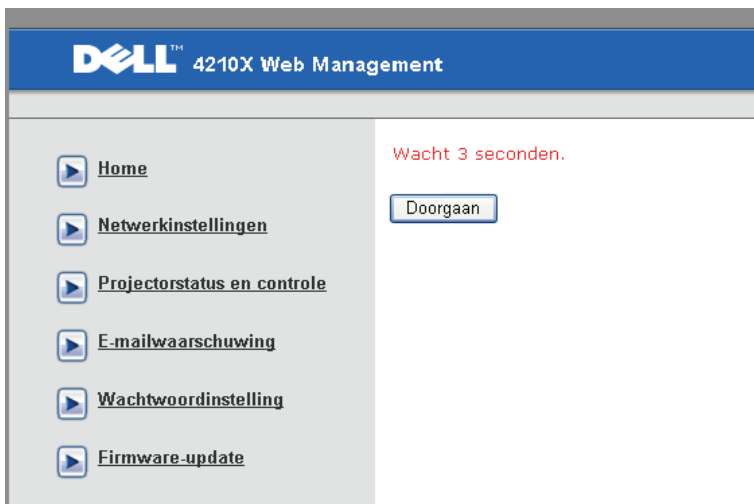 DELL™ 4210X Web Management
Home
Netwerkinstellingen
Projectorstatus en controle
E-mailwaarschuwing
Wachtwoordinstelling
Firmware-update
Wacht 3 seconden.
Doorgaan